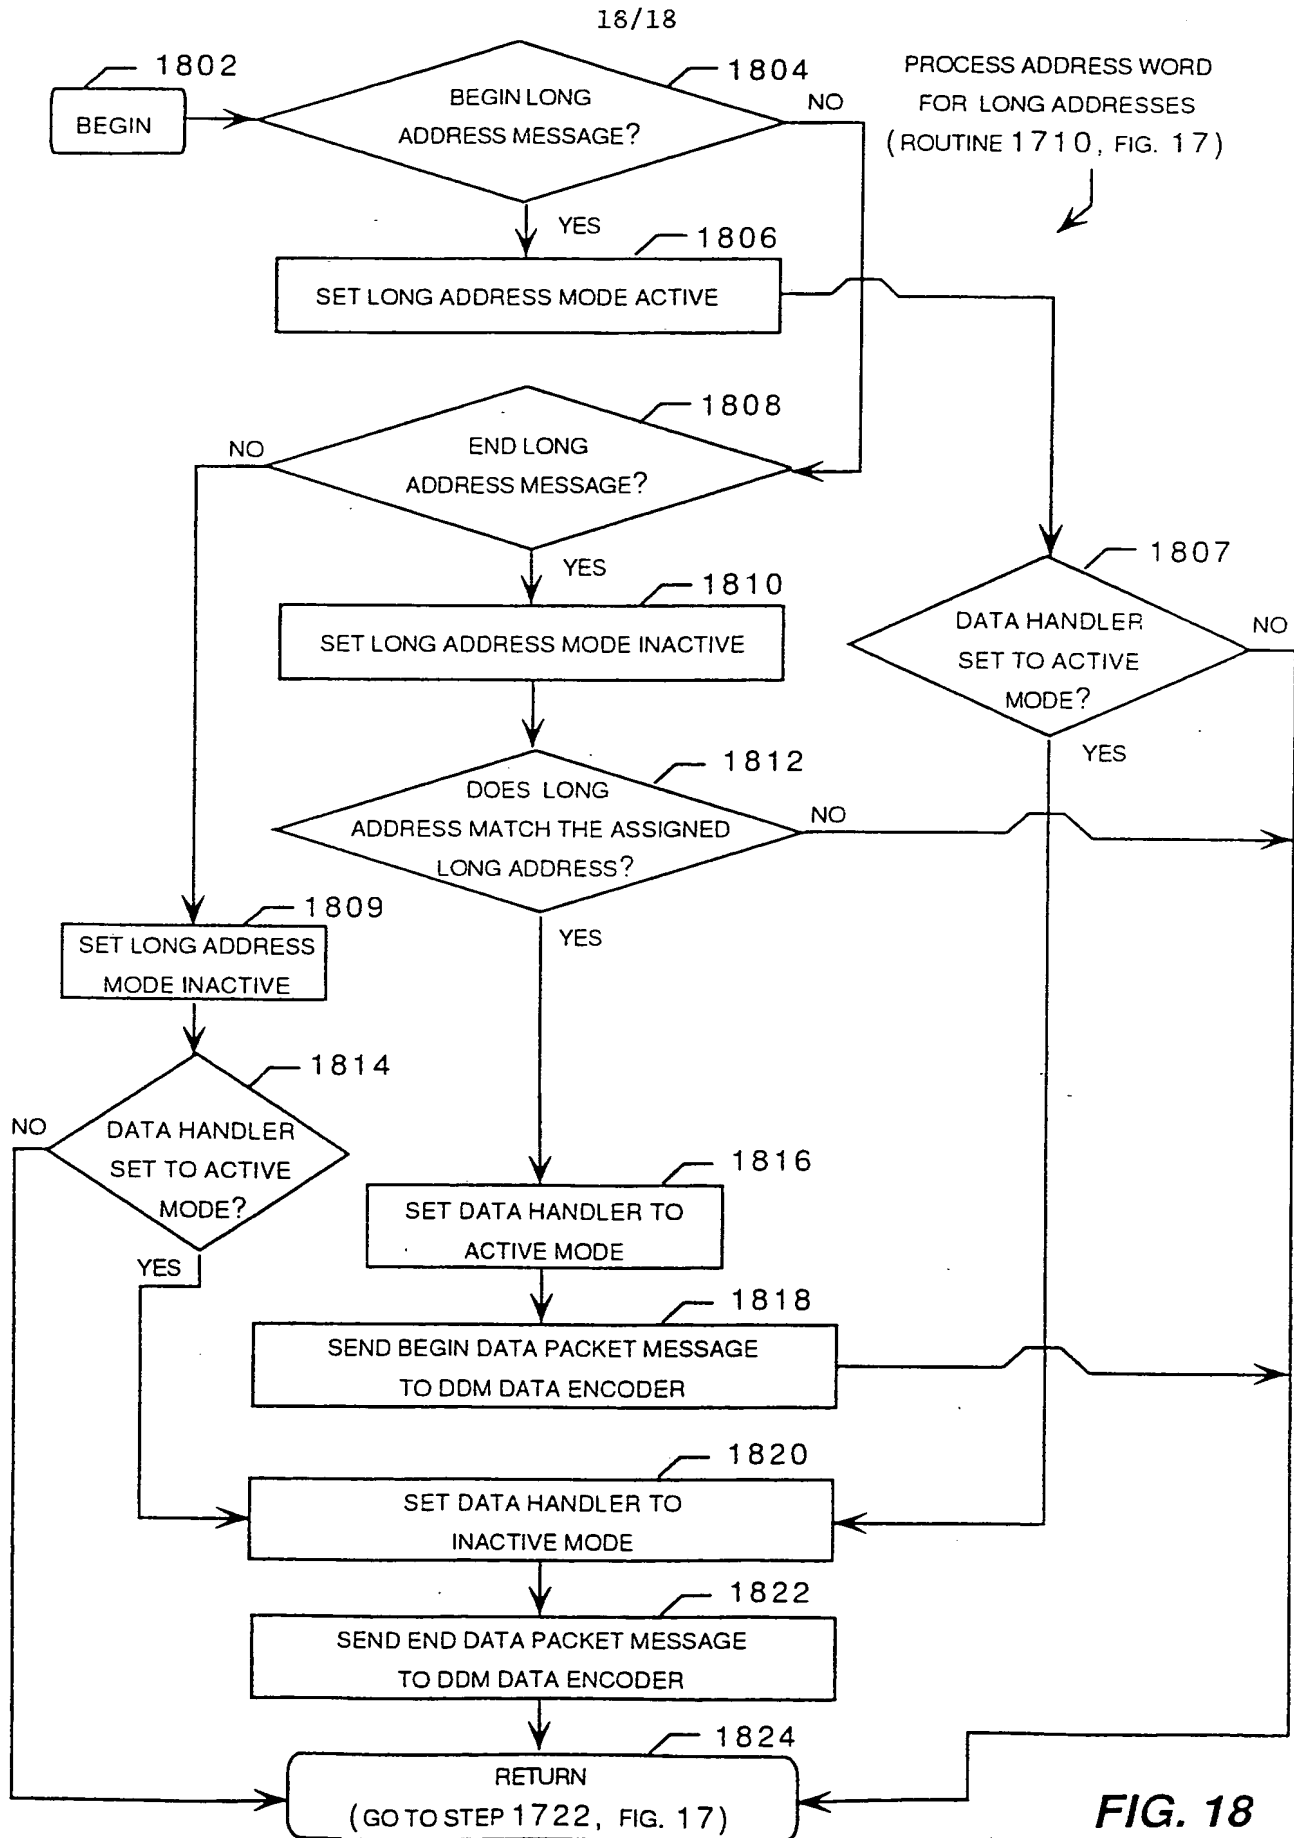 18/18
1802
BEGIN
1804
BEGIN LONG
ADDRESS MESSAGE?
NO
YES
PROCESS ADDRESS WORD
FOR LONG ADDRESSES
(ROUTINE 1710, FIG. 17)
1806
SET LONG ADDRESS MODE ACTIVE
1808
END LONG
ADDRESS MESSAGE?
NO
YES
1807
DATA HANDLER
SET TO ACTIVE
MODE?
NO
YES
1810
SET LONG ADDRESS MODE INACTIVE
1812
DOES LONG
ADDRESS MATCH THE ASSIGNED
LONG ADDRESS?
NO
YES
1809
SET LONG ADDRESS
MODE INACTIVE
1814
DATA HANDLER
SET TO ACTIVE
MODE?
NO
YES
1816
SET DATA HANDLER TO
ACTIVE MODE
1818
SEND BEGIN DATA PACKET MESSAGE
TO DDM DATA ENCODER
1820
SET DATA HANDLER TO
INACTIVE MODE
1822
SEND END DATA PACKET MESSAGE
TO DDM DATA ENCODER
1824
RETURN
(GO TO STEP 1722, FIG. 17)
FIG. 18